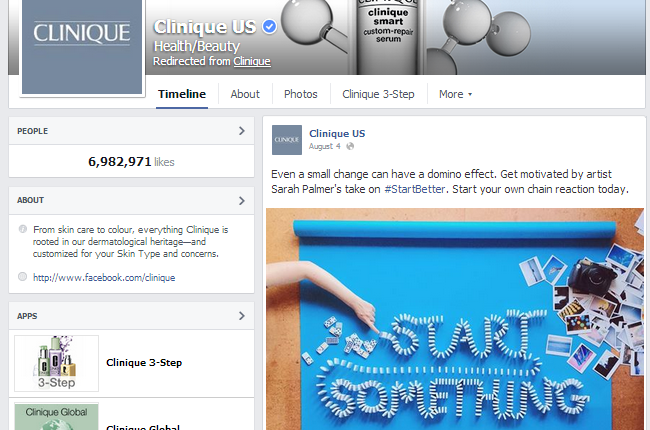 CLINIQUE
Clinique US
Health/Beauty
Redirected from Clinique
clinique
smart
custom-repair
serum
Timeline
About
Photos
Clinique 3-Step
More
PEOPLE
6,982,971 likes
ABOUT
From skin care to colour, everything Clinique is
rooted in our dermatological heritage—and
customized for your Skin Type and concerns.
http://www.facebook.com/clinique
APPS
3-Step
Clinique 3-Step
Clinique Global
Clinique Global
CLINIQUE
Clinique US
August 4
Even a small change can have a domino effect. Get motivated by artist
Sarah Palmer's take on #StartBetter. Start your own chain reaction today.
START
SOMETHING